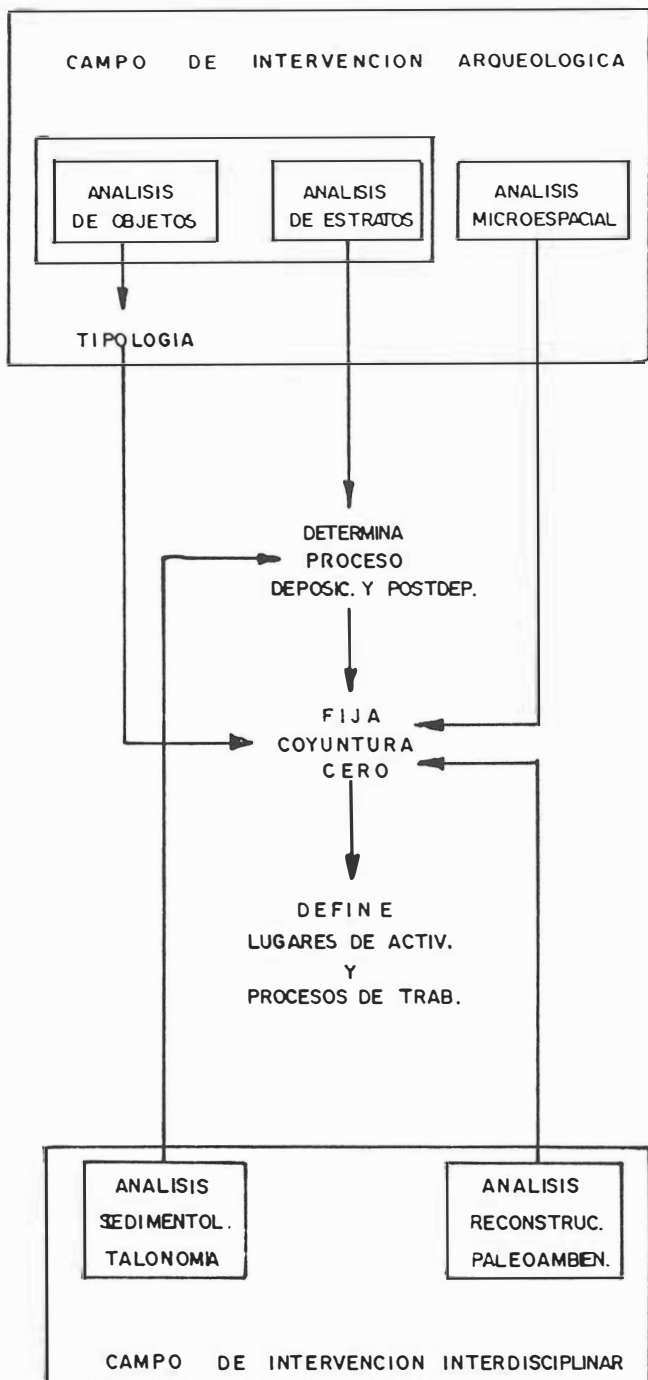 CAMPO DE INTERVENCION ARQUEOLOGICA
ANALISIS
DE OBJETOS
ANALISIS
DE ESTRATOS
ANALISIS
MICROESPACIAL
TIPOLOGIA
DETERMINA
PROCESO
DEPOSIC. Y POSTDEP.
FIJA
COYUNTURA
CERO
DEFINE
LUGARES DE ACTIV.
Y
PROCESOS DE TRAB.
ANALISIS
SEDIMENTOL.
TALONOMIA
ANALISIS
RECONSTRUC.
PALEOAMBIEN.
CAMPO DE INTERVENCION INTERDISCIPLINAR